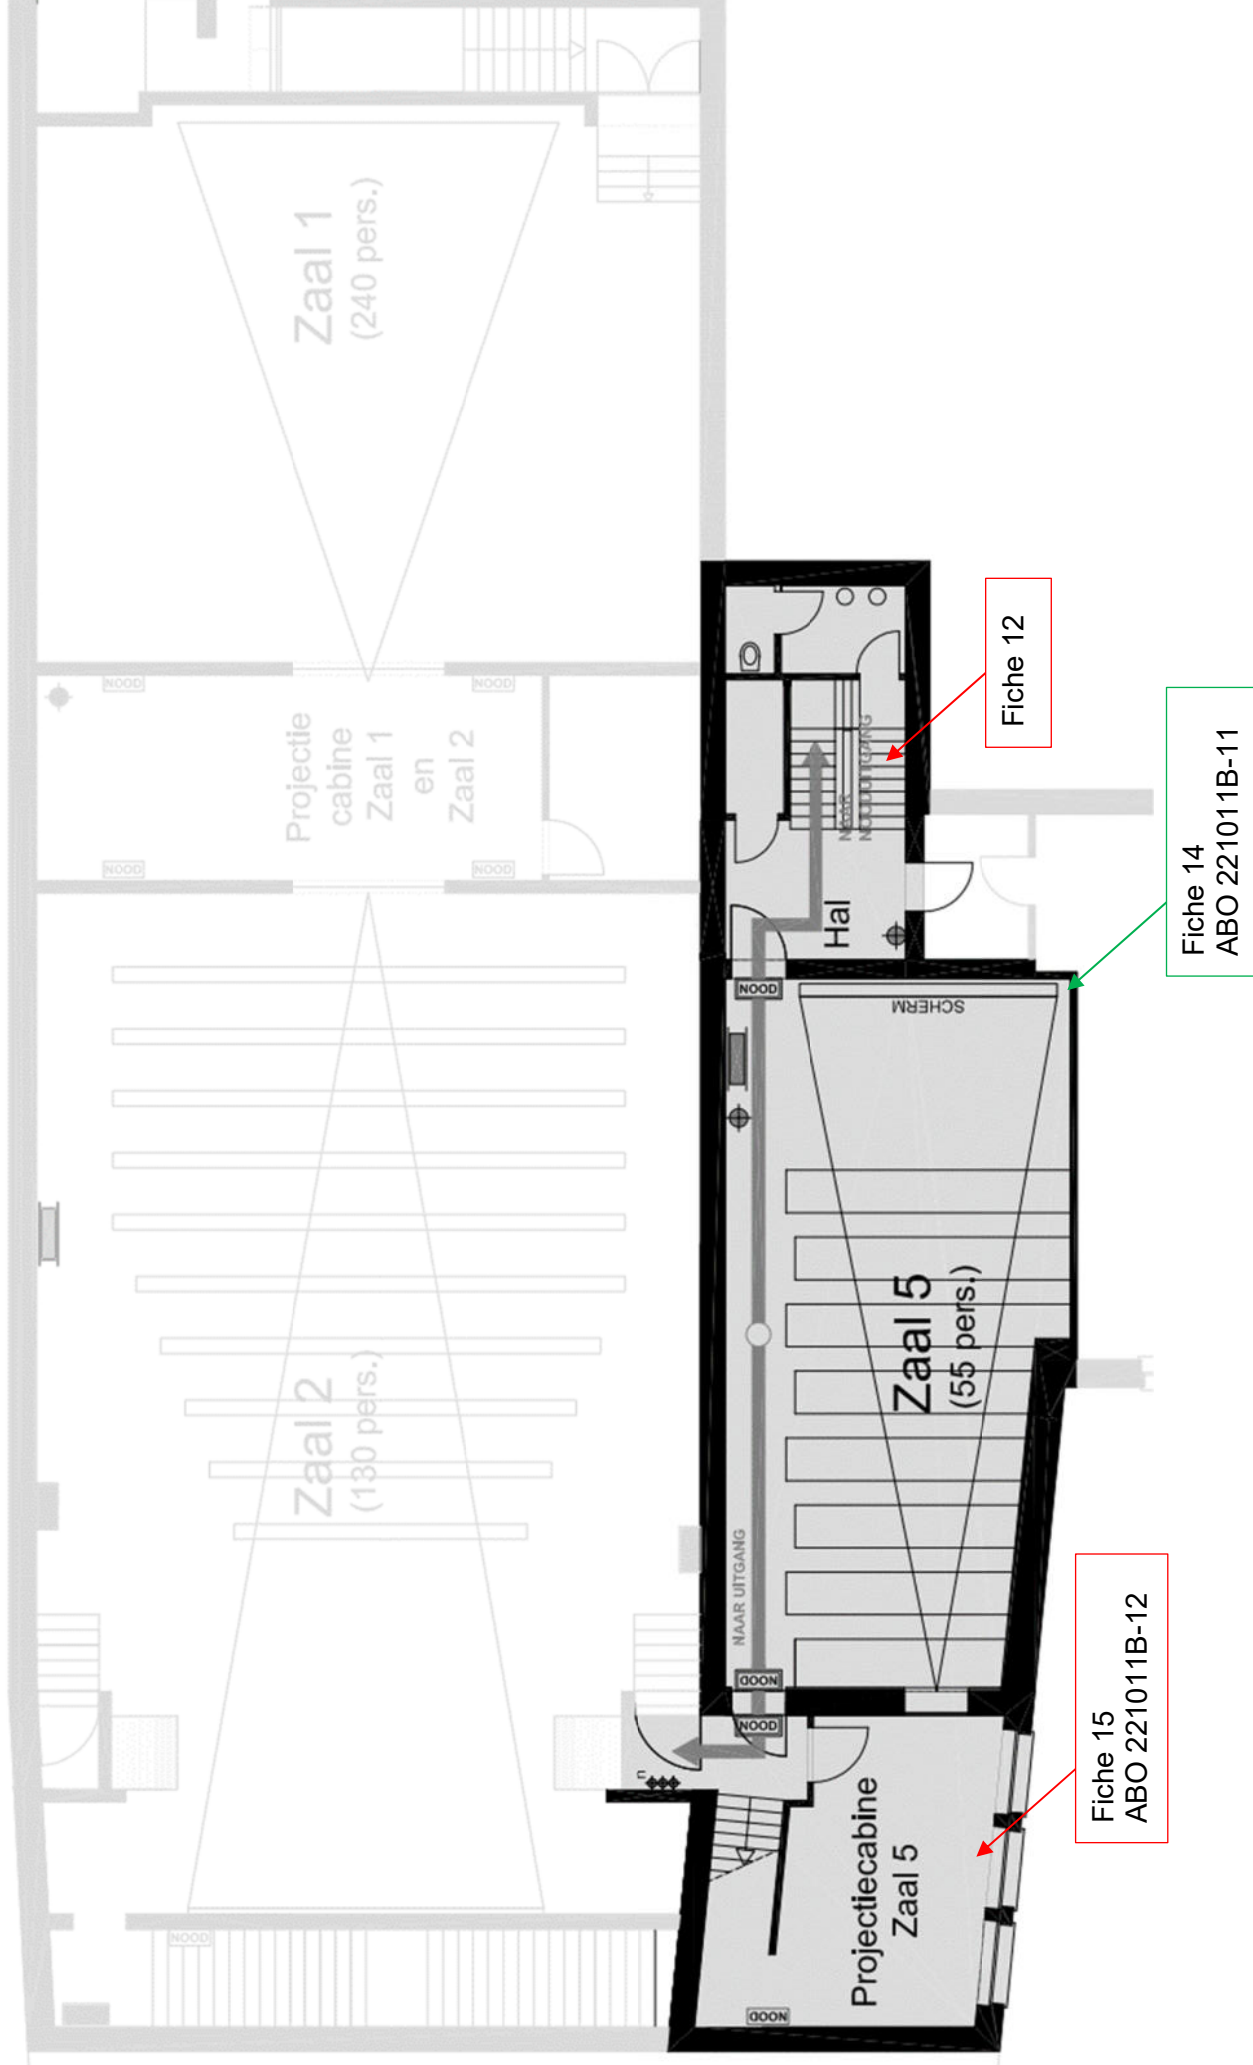 Zaal 1
(240 pers.)
NOOD
NOOD
Projectie
cabine
Zaal 1
en
Zaal 2
NOOD
NOOD
Zaal 2
(130 pers.)
NOOD
NAAR
NOODUITGANG
Hal
NOOD
SCHERM
Zaal 5
(55 pers.)
NAAR UITGANG
NOOD
NOOD
n
Projectiecabine
Zaal 5
NOOD
Fiche 12
Fiche 14
ABO 221011B-11
Fiche 15
ABO 221011B-12